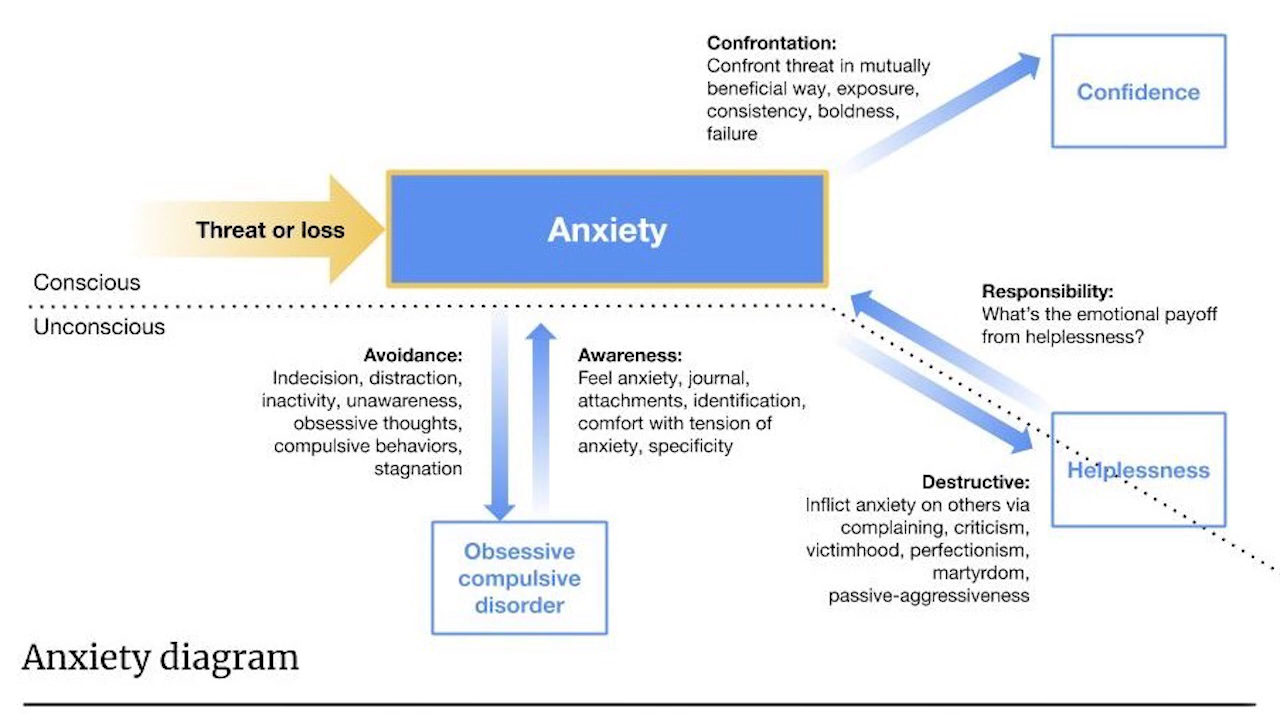 Confrontation:
Confront threat in mutually
beneficial way, exposure,
consistency, boldness,
failure
Confidence
Threat or loss
Anxiety
Conscious
Unconscious
Responsibility:
What's the emotional payoff
from helplessness?
Avoidance:
Indecision, distraction,
inactivity, unawareness,
obsessive thoughts,
compulsive behaviors,
stagnation
Awareness:
Feel anxiety, journal,
attachments, identification,
comfort with tension of
anxiety, specificity
Helplessness
Destructive:
Inflict anxiety on others via
complaining, criticism,
victimhood, perfectionism,
martyrdom,
passive-aggressiveness
Obsessive
compulsive
disorder
Anxiety diagram